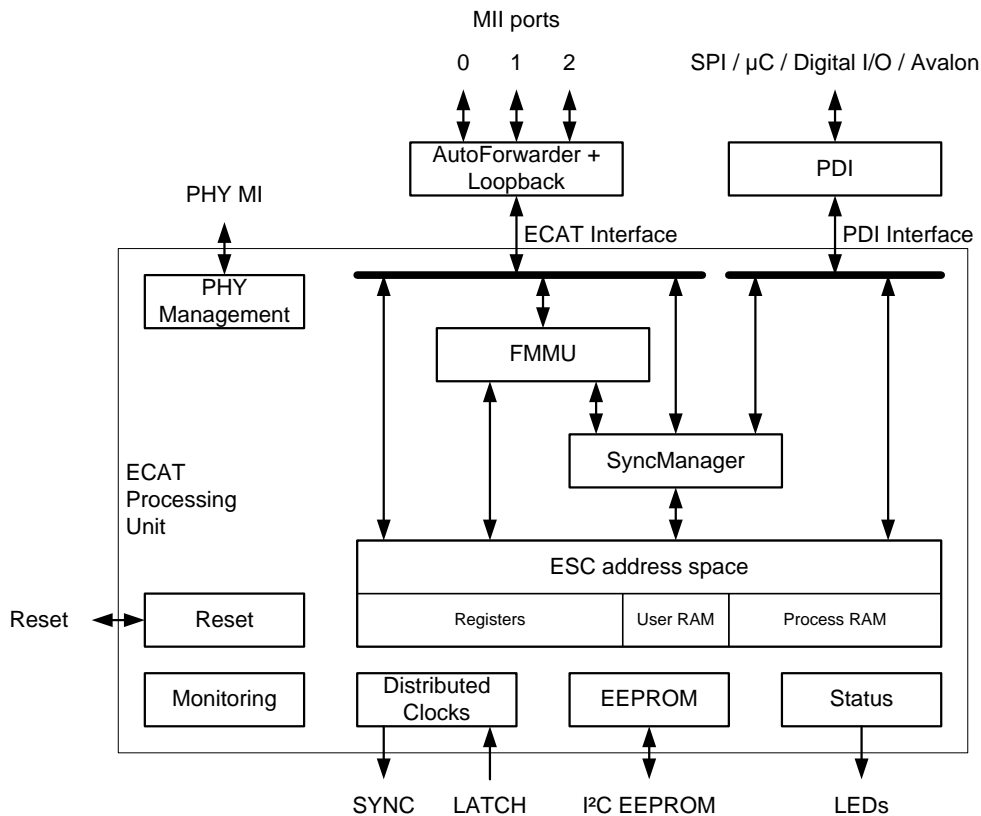 MII ports
0 1 2
SPI / µC / Digital I/O / Avalon
AutoForwarder +
Loopback
PDI
PHY MI
ECAT Interface
PDI Interface
PHY
Management
FMMU
SyncManager
ECAT
Processing
Unit
ESC address space
Registers
User RAM
Process RAM
Reset
Reset
Monitoring
Distributed
Clocks
EEPROM
Status
SYNC
LATCH
I²C EEPROM
LEDs